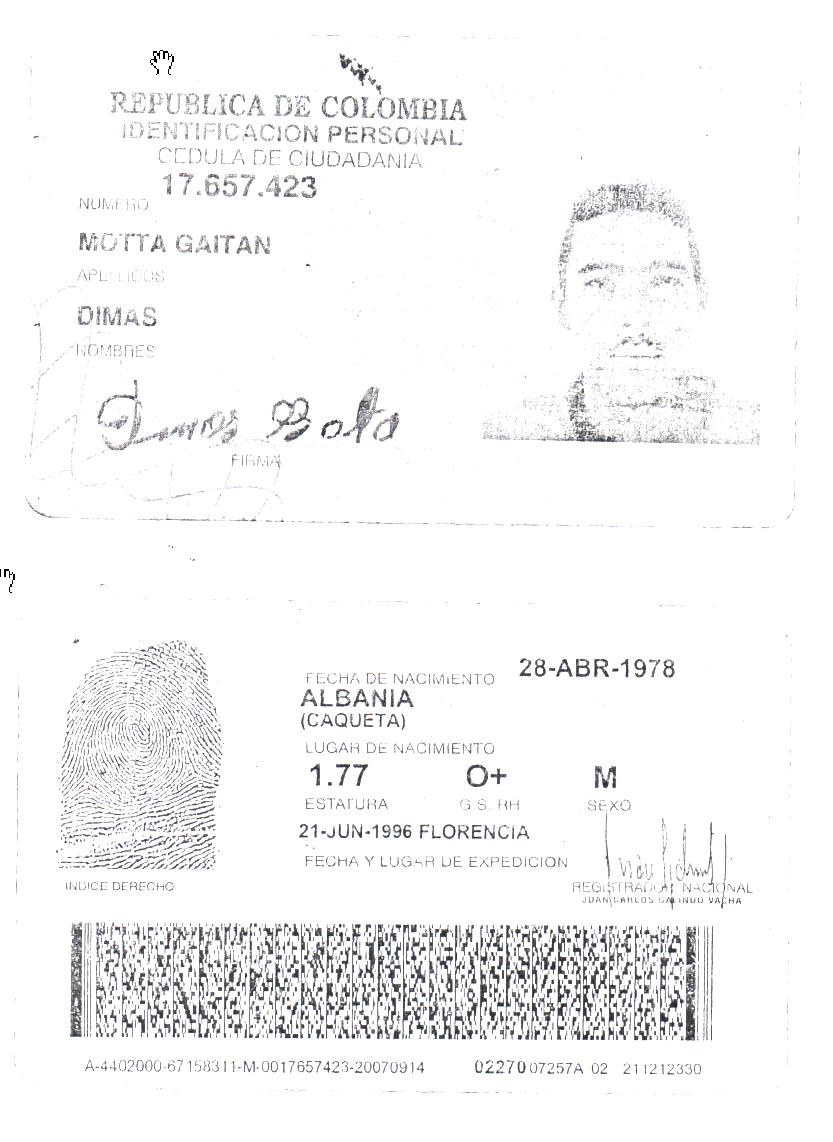 REPUBLICA DE COLOMBIA
IDENTIFICACION PERSONAL
CEDULA DE CIUDADANIA
17.657.423
NUMERO
MOTTA GAITAN
APELLIDOS
DIMAS
NOMBRES
Dimas
FIRMA
FECHA DE NACIMIENTO 28-ABR-1978
ALBANIA
(CAQUETA)
LUGAR DE NACIMIENTO
1.77 O+ M
ESTATURA G.S. RH SEXO
21-JUN-1996 FLORENCIA
FECHA Y LUGAR DE EXPEDICION
INDICE DERECHO
REGISTRADOR NACIONAL
JUAN CARLOS GALINDO VACHA
A-4402000-67158311-M-0017657423-20070914 0227007257A 02 211212330